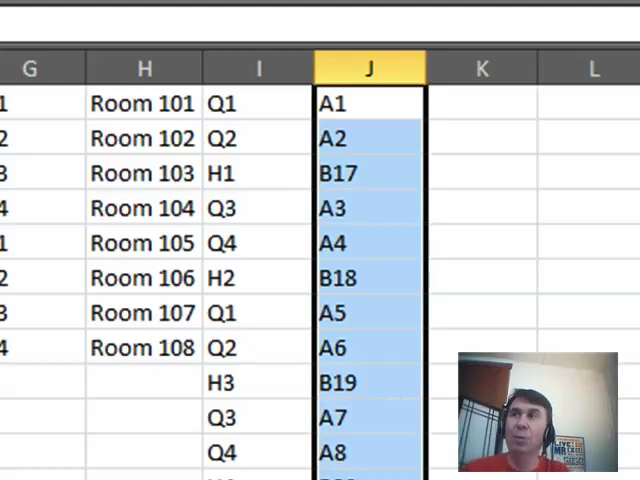 G H I J K L
1 Room 101 Q1 A1
2 Room 102 Q2 A2
3 Room 103 H1 B17
4 Room 104 Q3 A3
1 Room 105 Q4 A4
2 Room 106 H2 B18
3 Room 107 Q1 A5
4 Room 108 Q2 A6
H3 B19
Q3 A7
Q4 A8
LIVE!